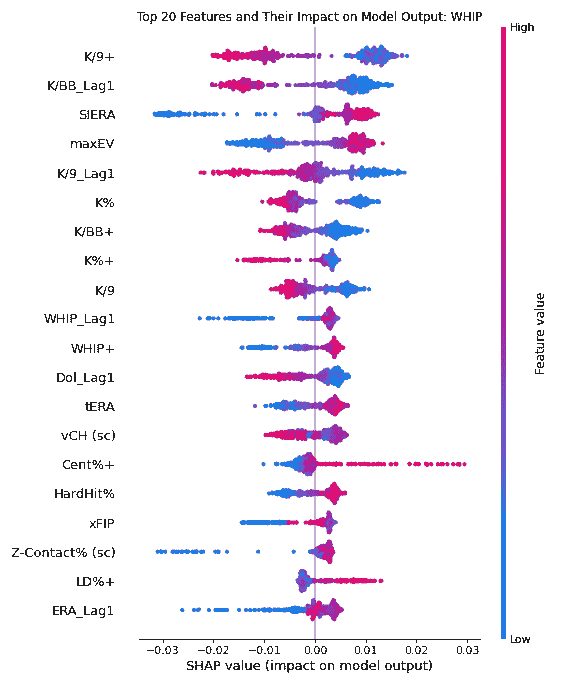 Top 20 Features and Their Impact on Model Output: WHIP
High
K/9+
K/BB_Lag1
SIERA
maxEV
K/9_Lag1
K%
K/BB+
K%+
K/9
WHIP_Lag1
WHIP+
Dol_Lag1
tERA
vCH (sc)
Cent%+
HardHit%
xFIP
Z-Contact% (sc)
LD%+
ERA_Lag1
Feature value
Low
−0.03 −0.02 −0.01 0.00 0.01 0.02 0.03
SHAP value (impact on model output)